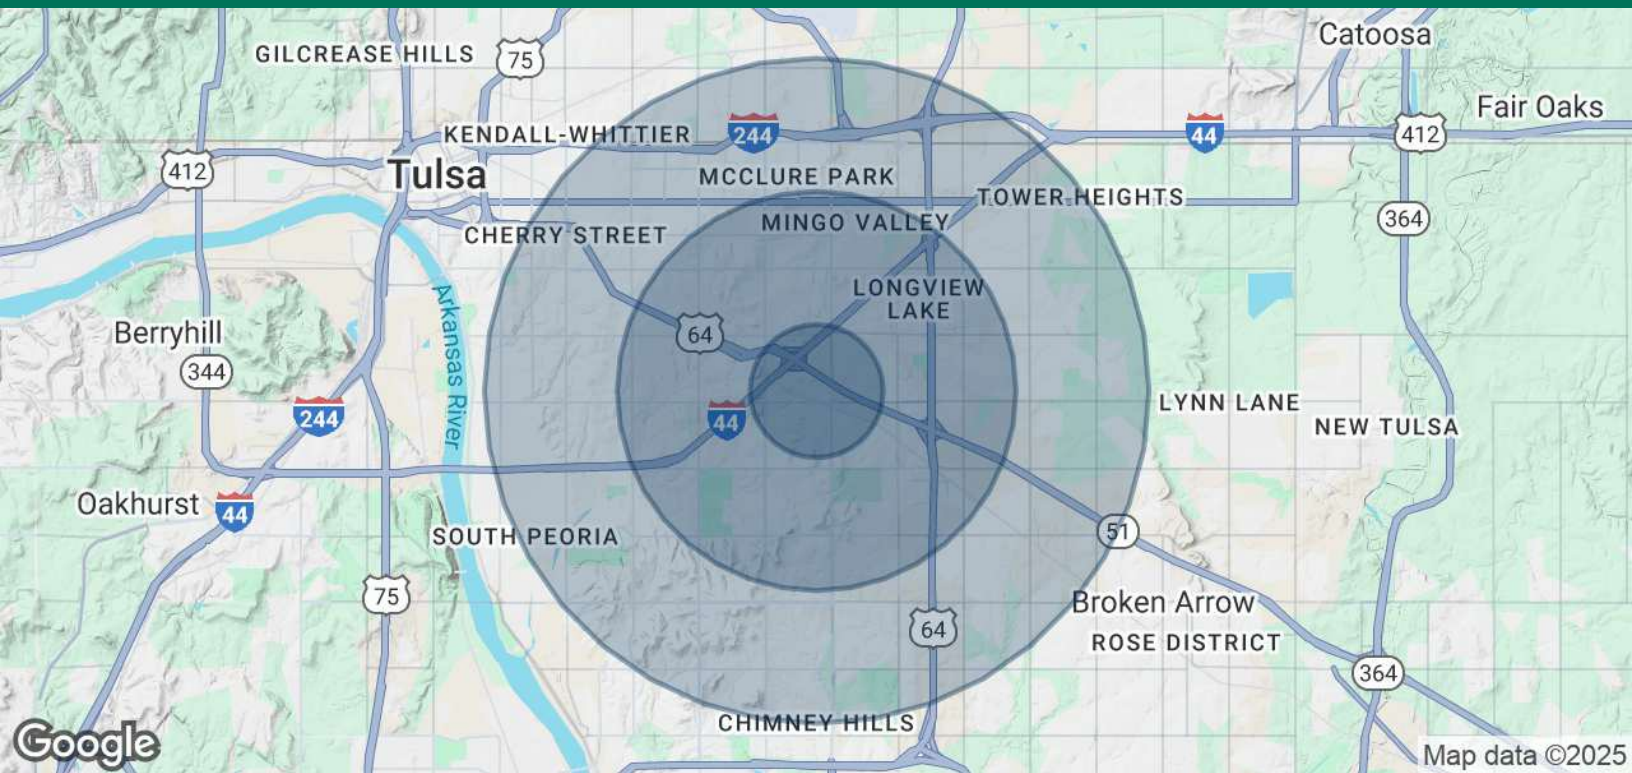 Catoosa
GILCREASE HILLS
75
Fair Oaks
KENDALL-WHITTIER
244
44
412
412
Tulsa
MCCLURE PARK
TOWER HEIGHTS
364
MINGO VALLEY
CHERRY STREET
LONGVIEW
LAKE
Arkansas River
Berryhill
64
344
LYNN LANE
244
44
NEW TULSA
Oakhurst
44
SOUTH PEORIA
51
75
Broken Arrow
64
ROSE DISTRICT
364
CHIMNEY HILLS
Google
Map data ©2025